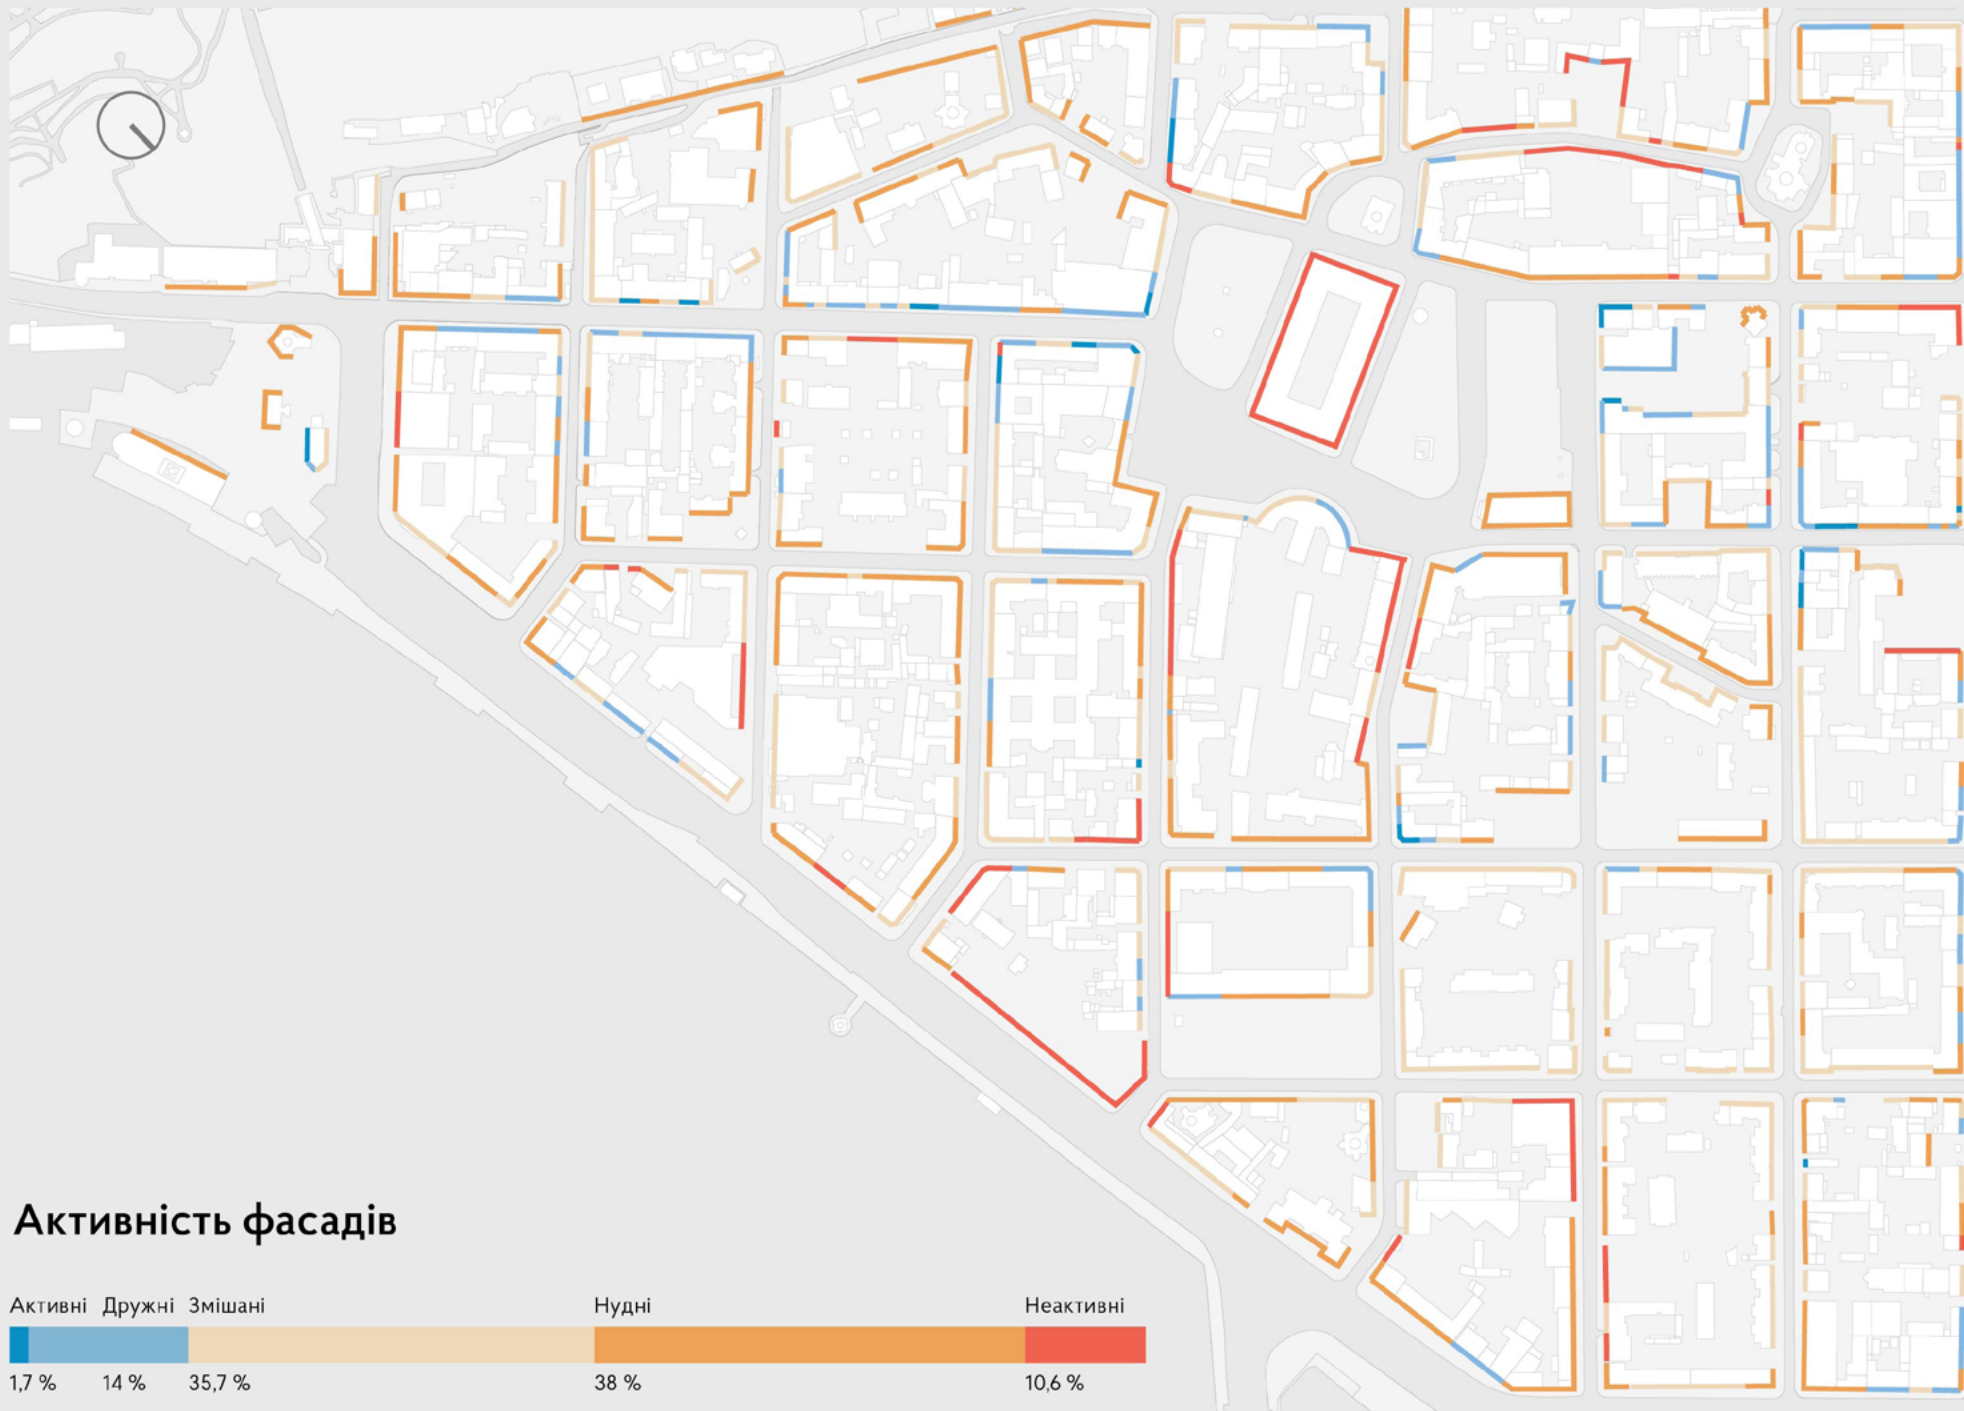 Активність фасадів
Активні Дружні Змішані Нудні Неактивні
1,7 % 14 % 35,7 % 38 % 10,6 %